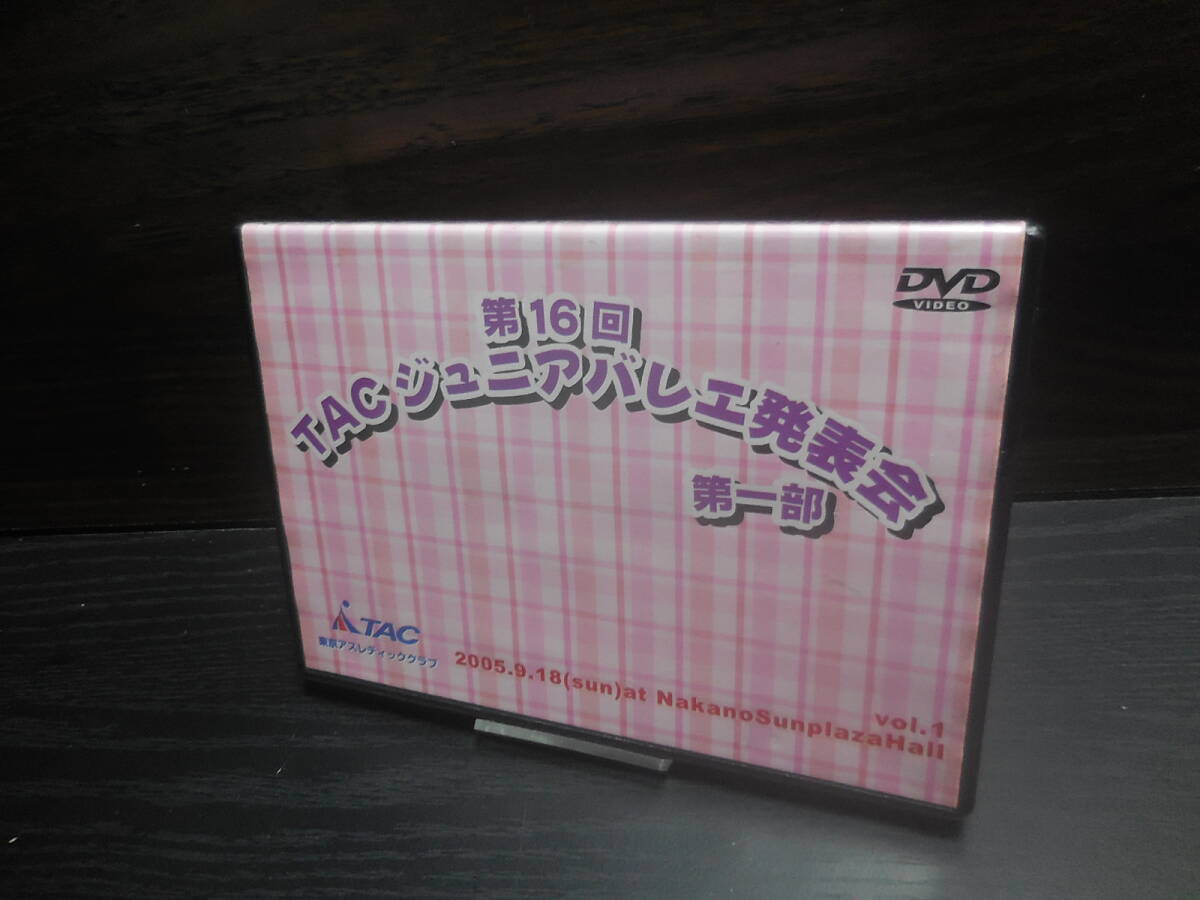 DVD
VIDEO
第16回
TACジュニアバレエ発表会
第一部
TAC
東京アスレティッククラブ
2005.9.18(sun)at NakanoSunplazaHall
vol.1